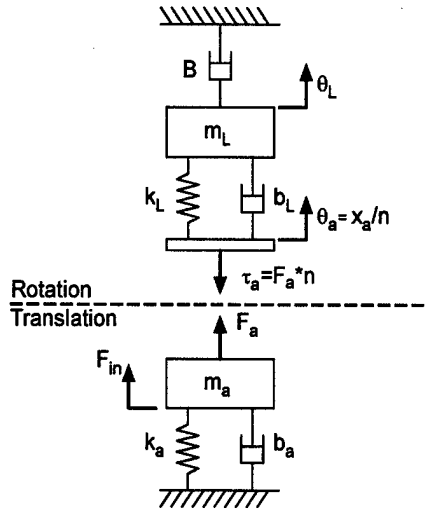 B
θL
mL
kL
bL
θa= xa/n
τa=Fa*n
Rotation
Translation
Fa
Fin
ma
ka
ba